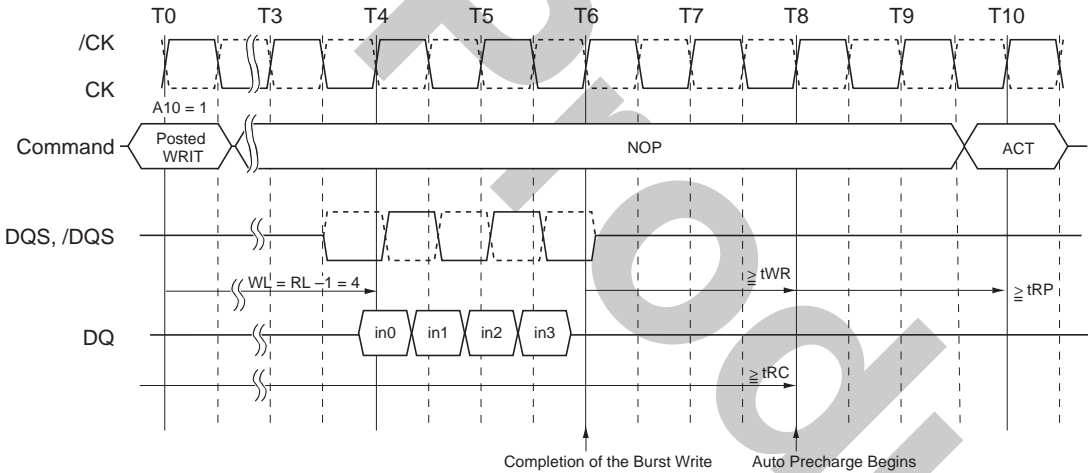 T0 T3 T4 T5 T6 T7 T8 T9 T10
/CK
CK
A10 = 1
Command Posted WRIT NOP ACT
DQS, /DQS
WL = RL −1 = 4 ≧ tWR ≧ tRP
DQ in0 in1 in2 in3
≧ tRC
Completion of the Burst Write Auto Precharge Begins
Prod